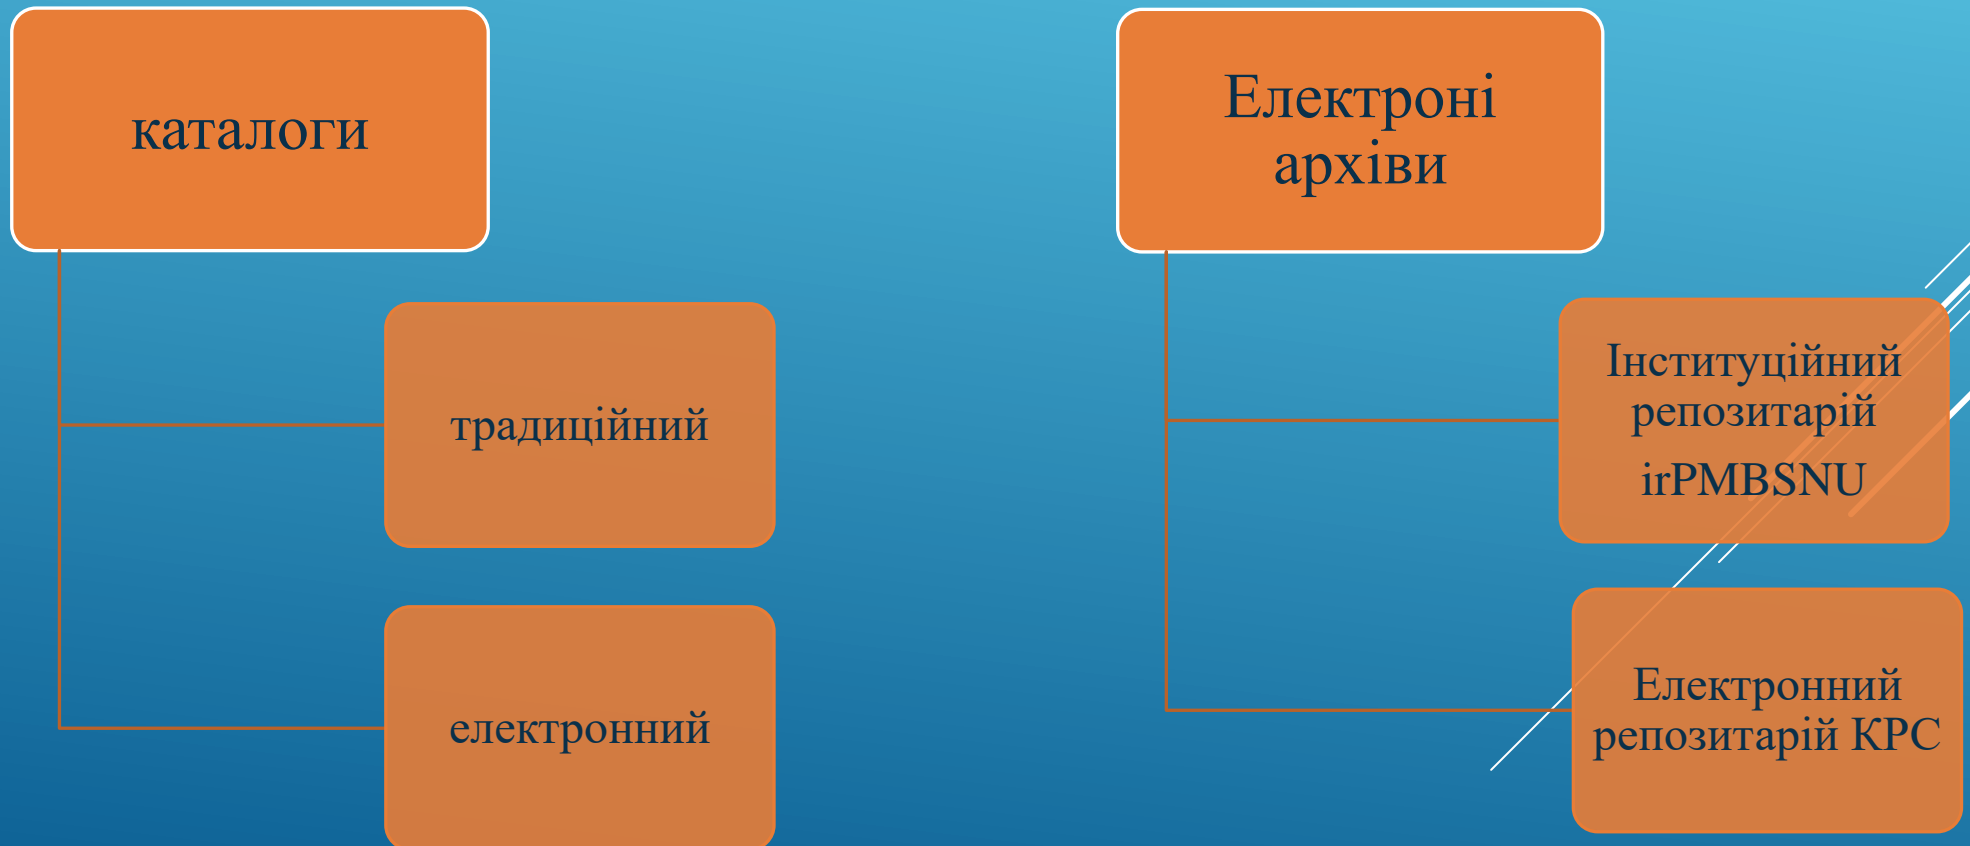 каталоги
традиційний
електронний
Електроні
архіви
Інституційний
репозитарій
irPMBSNU
Електронний
репозитарій КРС